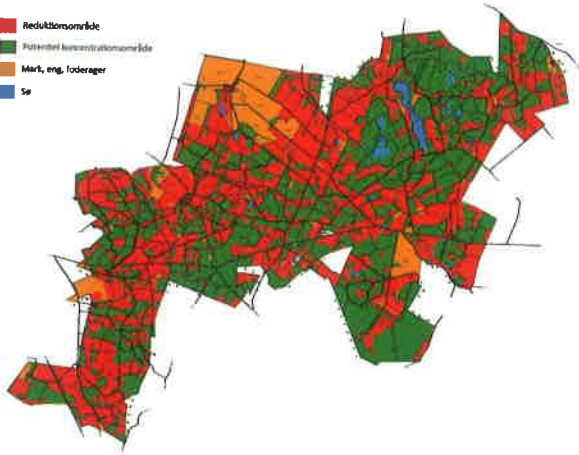 Reduktionsområde
Potentiel koncentrationsområde
Mark, eng, foderager
Sø